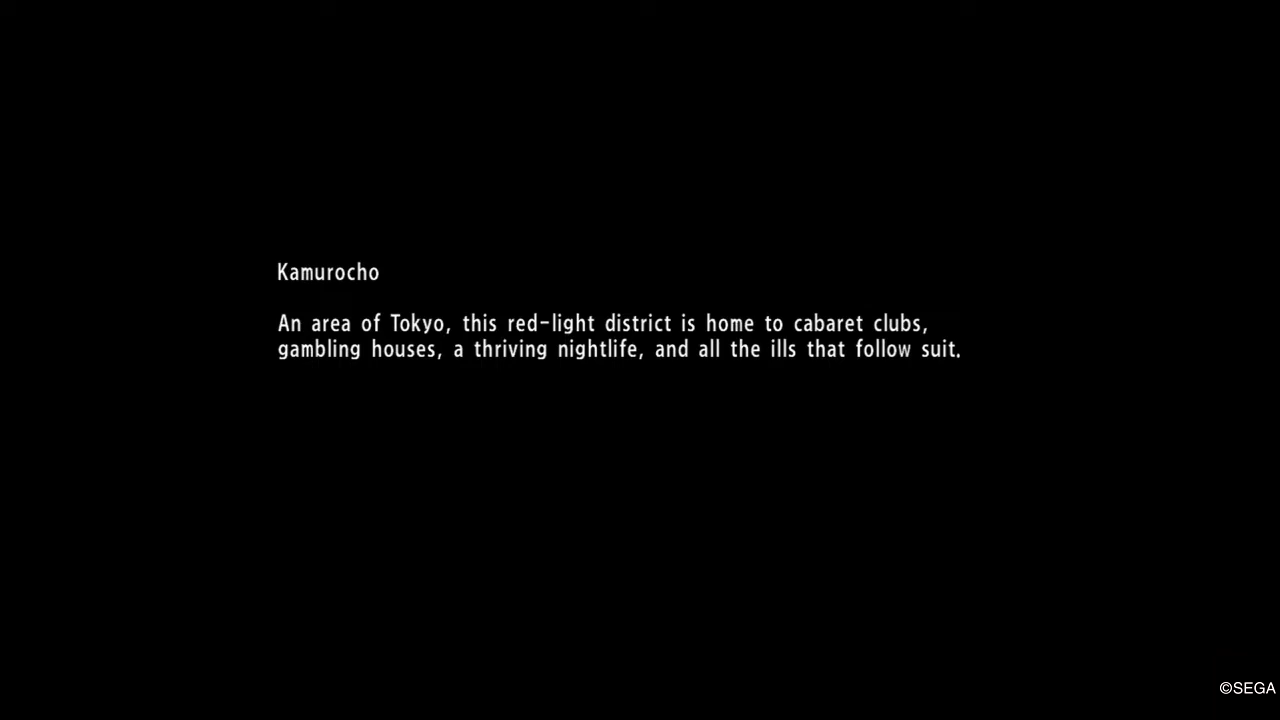 Kamurocho
An area of Tokyo, this red-light district is home to cabaret clubs,
gambling houses, a thriving nightlife, and all the ills that follow suit.
©SEGA